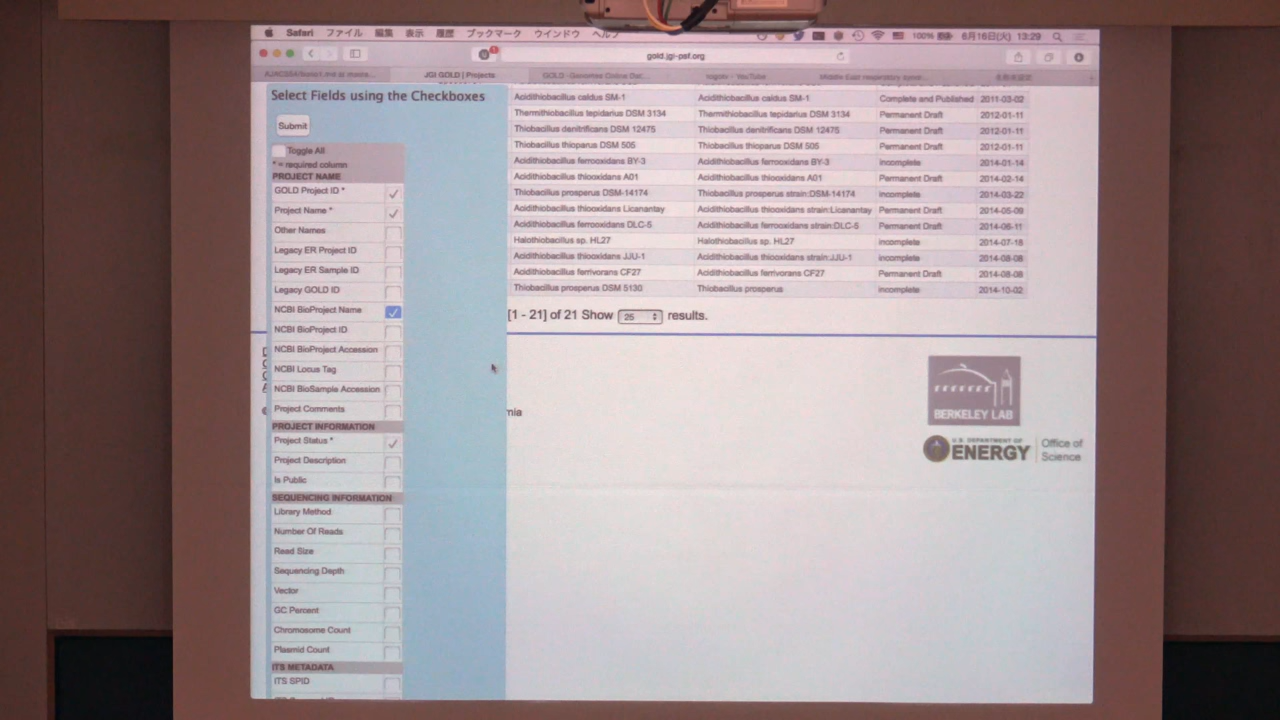 Safari ファイル 編集 表示 履歴 ブックマーク ウインドウ ヘルプ 100% 6月16日(火) 13:29
gold.jgi-psf.org
JGI GOLD | Projects
togotv - YouTube
Select Fields using the Checkboxes
Submit
Toggle All
* = required column
PROJECT NAME
GOLD Project ID *
Project Name *
Other Names
Legacy ER Project ID
Legacy ER Sample ID
Legacy GOLD ID
NCBI BioProject Name
NCBI BioProject ID
NCBI BioProject Accession
NCBI Locus Tag
NCBI BioSample Accession
Project Comments
PROJECT INFORMATION
Project Status *
Project Description
Is Public
SEQUENCING INFORMATION
Library Method
Number Of Reads
Read Size
Sequencing Depth
Vector
GC Percent
Chromosome Count
Plasmid Count
ITS METADATA
ITS SPID
Acidithiobacillus caldus SM-1 Acidithiobacillus caldus SM-1 Complete and Published 2011-03-02
Thermithiobacillus tepidarius DSM 3134 Thermithiobacillus tepidarius DSM 3134 Permanent Draft 2012-01-11
Thiobacillus denitrificans DSM 12475 Thiobacillus denitrificans DSM 12475 Permanent Draft 2012-01-11
Thiobacillus thioparus DSM 505 Thiobacillus thioparus DSM 505 Permanent Draft 2012-01-11
Acidithiobacillus ferrooxidans BY-3 Acidithiobacillus ferrooxidans BY-3 incomplete 2014-01-14
Acidithiobacillus thiooxidans A01 Acidithiobacillus thiooxidans A01 Permanent Draft 2014-02-14
Thiobacillus prosperus DSM-14174 Thiobacillus prosperus strain:DSM-14174 incomplete 2014-03-22
Acidithiobacillus thiooxidans Licanantay Acidithiobacillus thiooxidans strain:Licanantay Permanent Draft 2014-05-09
Acidithiobacillus ferrooxidans DLC-5 Acidithiobacillus ferrooxidans strain:DLC-5 Permanent Draft 2014-06-11
Halothiobacillus sp. HL27 Halothiobacillus sp. HL27 incomplete 2014-07-18
Acidithiobacillus thiooxidans JJU-1 Acidithiobacillus thiooxidans strain:JJU-1 incomplete 2014-08-08
Acidithiobacillus ferrivorans CF27 Acidithiobacillus ferrivorans CF27 Permanent Draft 2014-08-08
Thiobacillus prosperus DSM 5130 Thiobacillus prosperus incomplete 2014-10-02
[1 - 21] of 21 Show 25 results.
mia
BERKELEY LAB
U.S. DEPARTMENT OF
ENERGY
Office of
Science